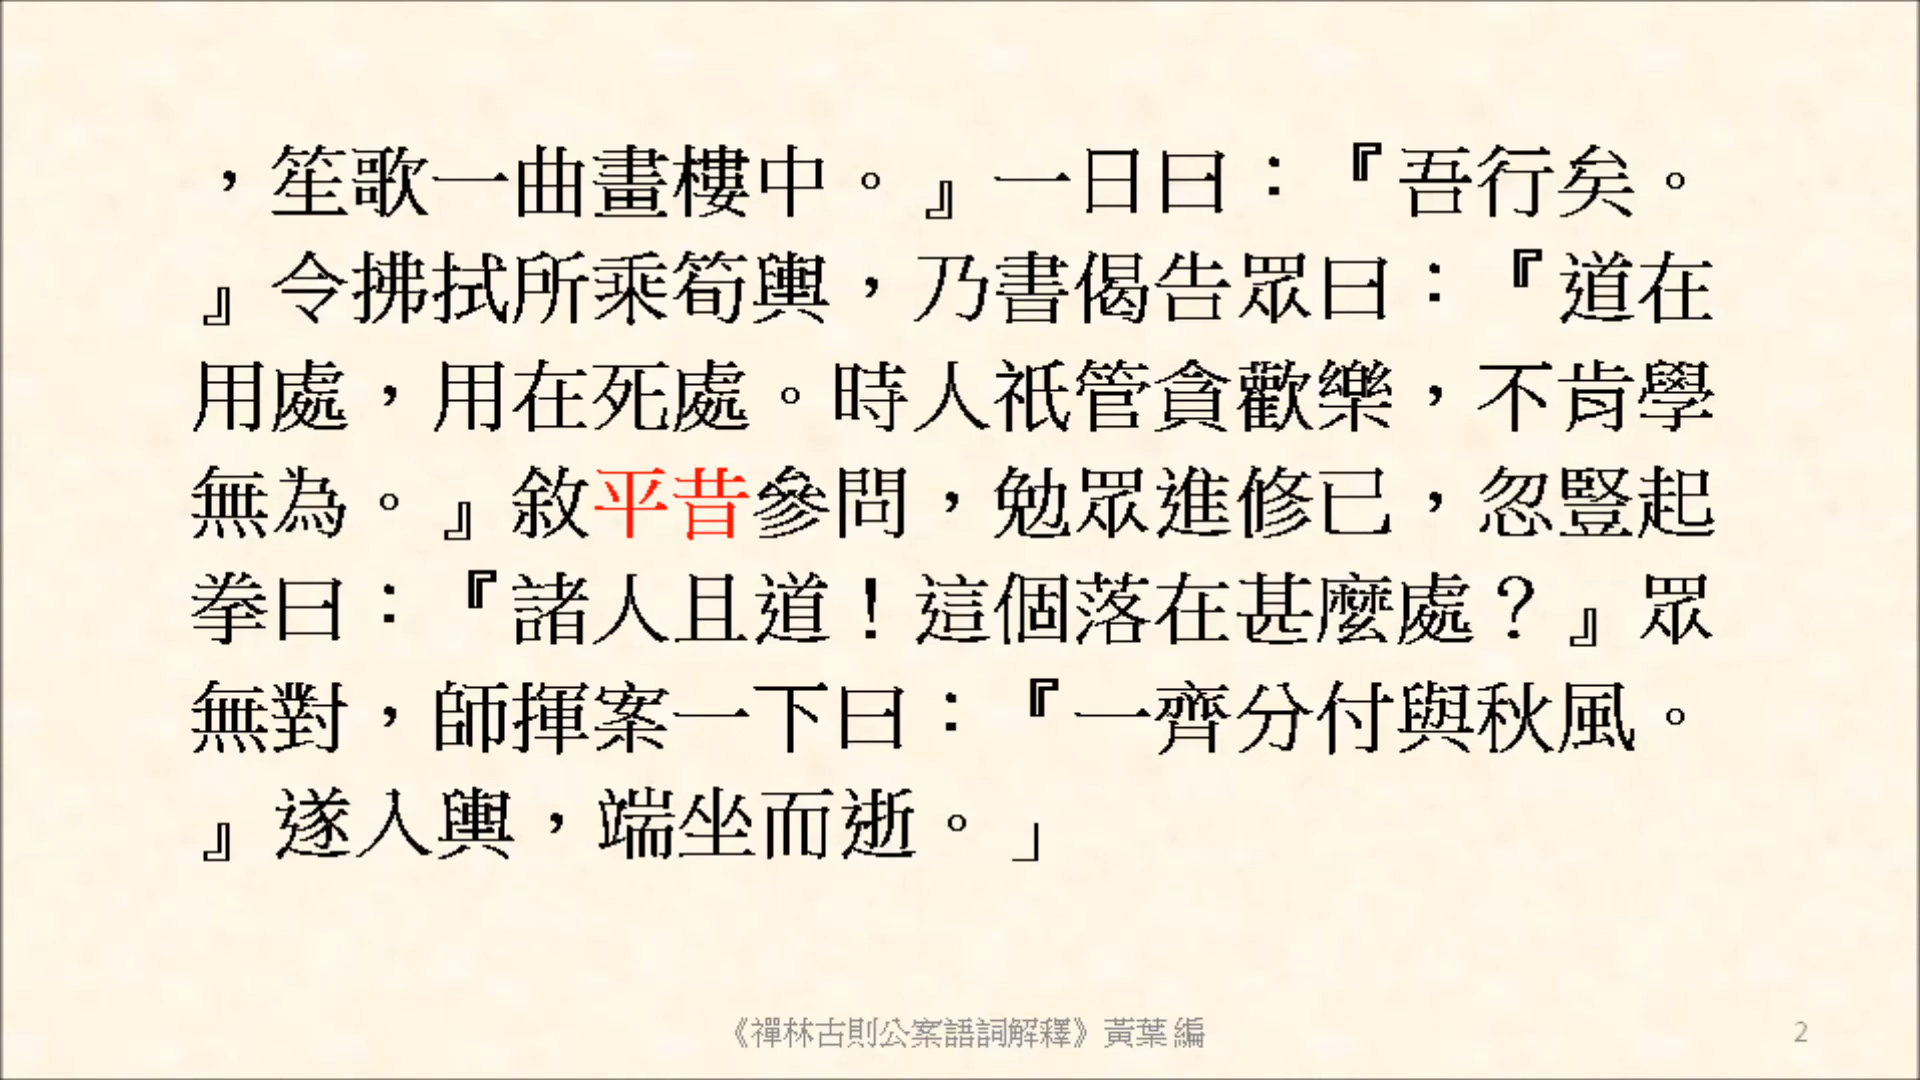 ，笙歌一曲畫樓中。』一日曰：『吾行矣。
』令拂拭所乘筍輿，乃書偈告眾曰：『道在
用處，用在死處。時人祇管貪歡樂，不肯學
無為。』敘平昔參問，勉眾進修已，忽豎起
拳曰：『諸人且道！這個落在甚麼處？』眾
無對，師揮案一下曰：『一齊分付與秋風。
』遂入輿，端坐而逝。」
《禪林古則公案語詞解釋》黃葉 編
2